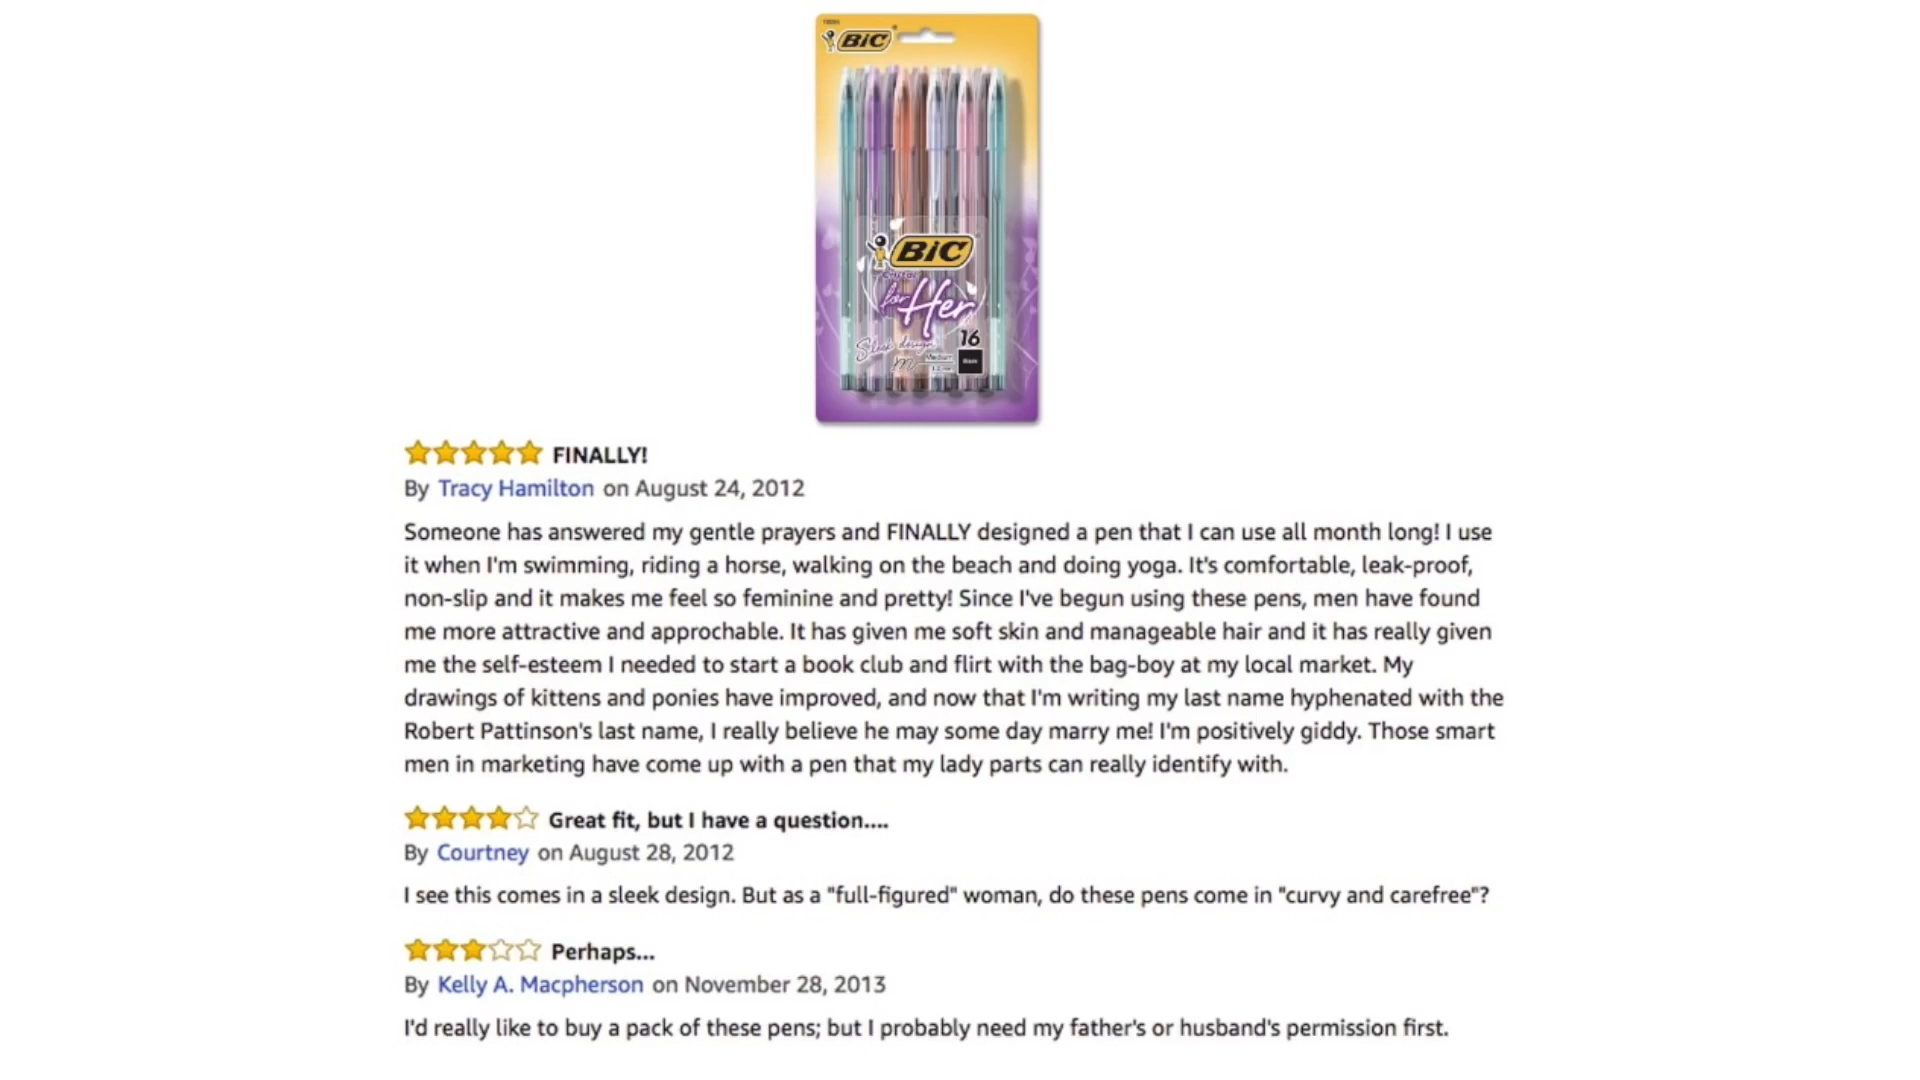 BIC
BIC
for Her
Sleek design
16
Medium
Black
FINALLY!
By Tracy Hamilton on August 24, 2012
Someone has answered my gentle prayers and FINALLY designed a pen that I can use all month long! I use
it when I'm swimming, riding a horse, walking on the beach and doing yoga. It's comfortable, leak-proof,
non-slip and it makes me feel so feminine and pretty! Since I've begun using these pens, men have found
me more attractive and approchable. It has given me soft skin and manageable hair and it has really given
me the self-esteem I needed to start a book club and flirt with the bag-boy at my local market. My
drawings of kittens and ponies have improved, and now that I'm writing my last name hyphenated with the
Robert Pattinson's last name, I really believe he may some day marry me! I'm positively giddy. Those smart
men in marketing have come up with a pen that my lady parts can really identify with.
Great fit, but I have a question....
By Courtney on August 28, 2012
I see this comes in a sleek design. But as a "full-figured" woman, do these pens come in "curvy and carefree"?
Perhaps...
By Kelly A. Macpherson on November 28, 2013
I'd really like to buy a pack of these pens; but I probably need my father's or husband's permission first.